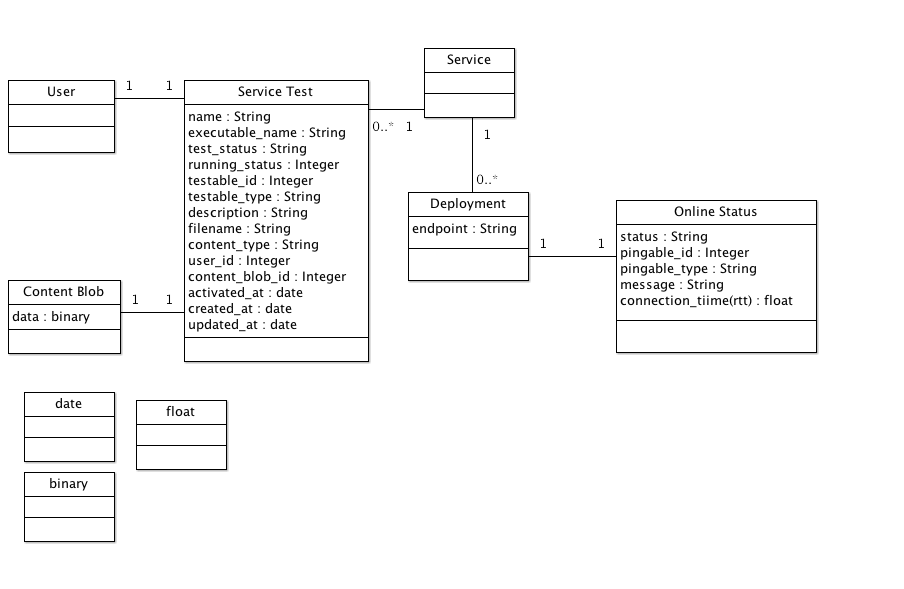 Service
User
1
1
Service Test
name : String
executable_name : String
test_status : String
running_status : Integer
testable_id : Integer
testable_type : String
description : String
filename : String
content_type : String
user_id : Integer
content_blob_id : Integer
activated_at : date
created_at : date
updated_at : date
0..*
1
1
0..*
Deployment
endpoint : String
1
1
Online Status
status : String
pingable_id : Integer
pingable_type : String
message : String
connection_tiime(rtt) : float
Content Blob
data : binary
1
1
date
float
binary